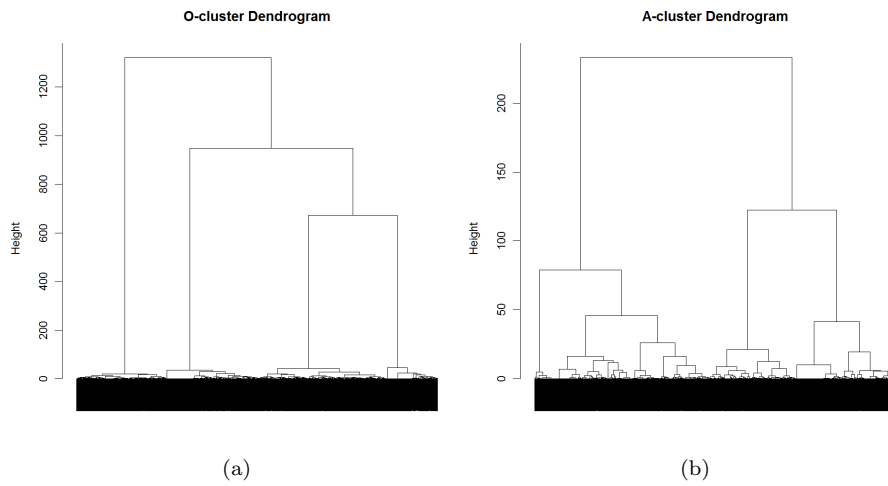 O-cluster Dendrogram
Height
0
200
400
600
800
1000
1200
(a)
A-cluster Dendrogram
Height
0
50
100
150
200
(b)